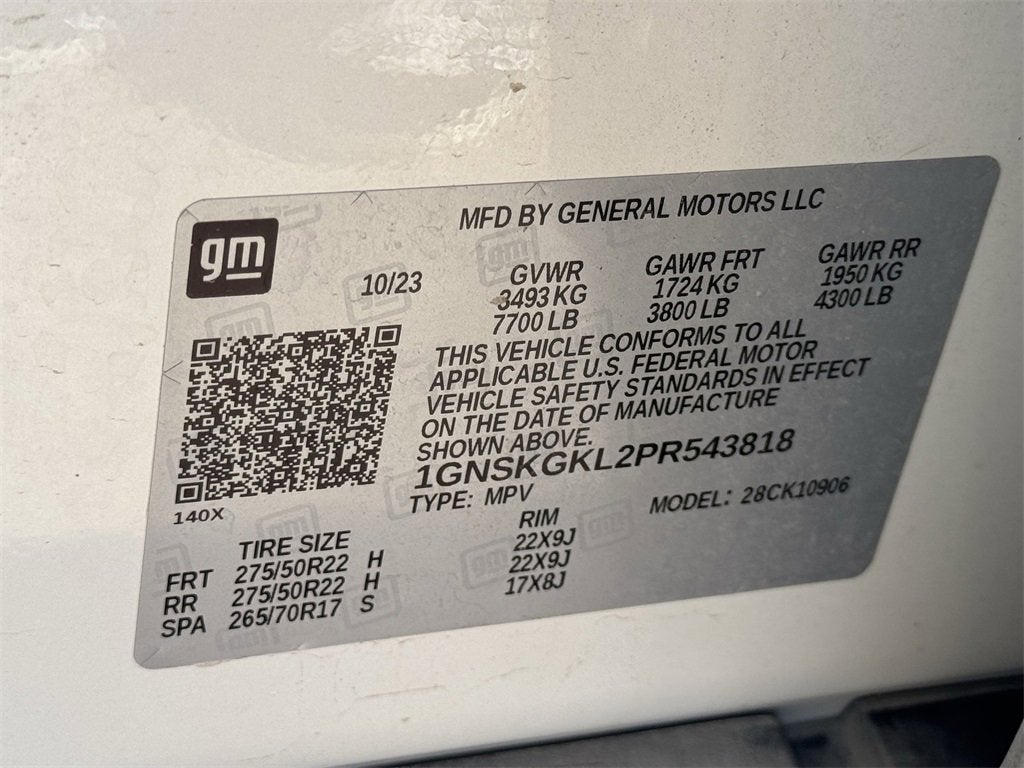 gm
MFD BY GENERAL MOTORS LLC
10/23
GVWR GAWR FRT GAWR RR
3493 KG 1724 KG 1950 KG
7700 LB 3800 LB 4300 LB
THIS VEHICLE CONFORMS TO ALL
APPLICABLE U.S. FEDERAL MOTOR
VEHICLE SAFETY STANDARDS IN EFFECT
ON THE DATE OF MANUFACTURE
SHOWN ABOVE.
1GNSKGKL2PR543818
TYPE: MPV MODEL: 28CK10906
140X
TIRE SIZE RIM
FRT 275/50R22 H 22X9J
RR 275/50R22 H 22X9J
SPA 265/70R17 S 17X8J